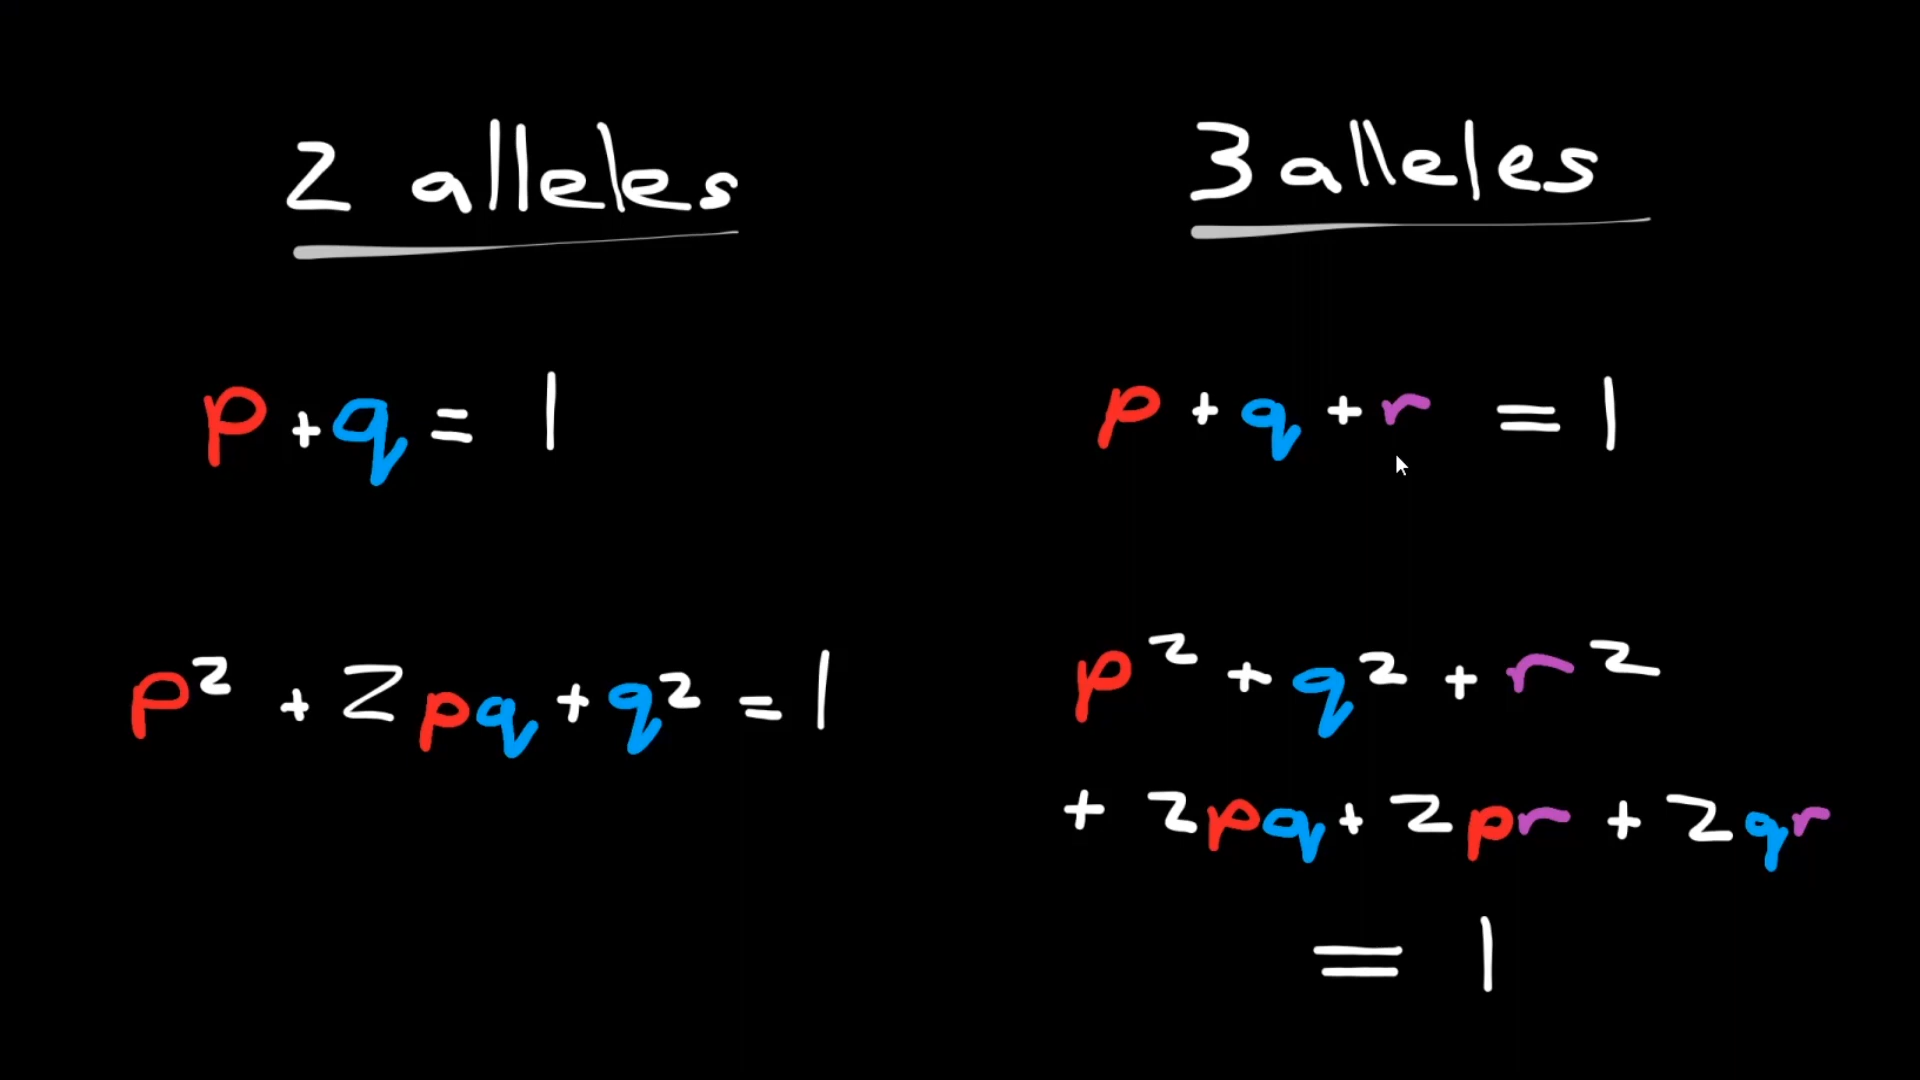 2 alleles
p + q = 1
p² + 2pq + q² = 1
3 alleles
p + q + r = 1
p² + q² + r²
+ 2pq + 2pr + 2qr
= 1